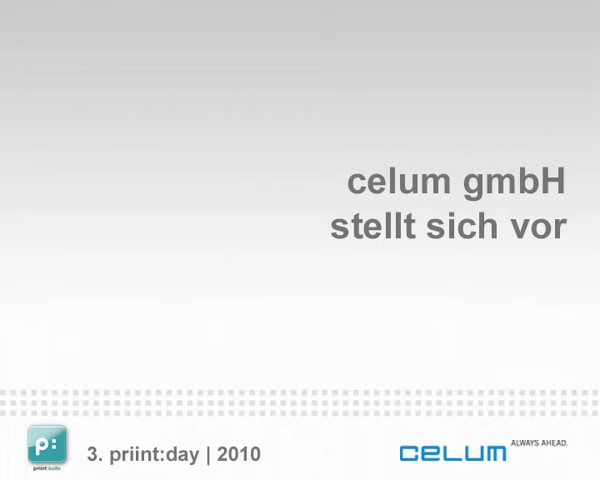 celum gmbH
stellt sich vor
p:
priint:suite
3. priint:day | 2010
CELUM
ALWAYS AHEAD.